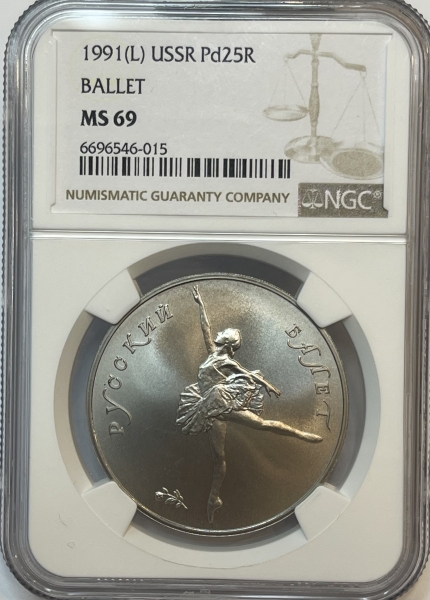 1991(L) USSR Pd25R
BALLET
MS 69
6696546-015
NUMISMATIC GUARANTY COMPANY
NGC®
РУССКИЙ БАЛЕТ